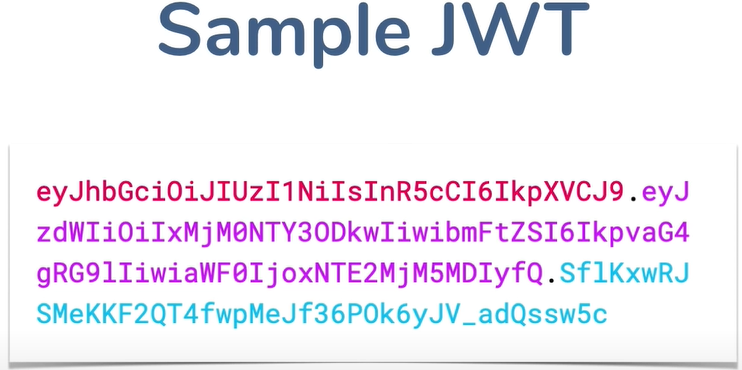 Sample JWT
eyJhbGciOiJIUzI1NiIsInR5cCI6IkpXVCJ9.eyJ
zdWIiOiIxMjM0NTY3ODkwIiwibmFtZSI6IkpvaG4
gRG9lIiwiaWF0IjoxNTE2MjM5MDIyfQ.SflKxwRJ
SMeKKF2QT4fwpMeJf36POk6yJV_adQssw5c